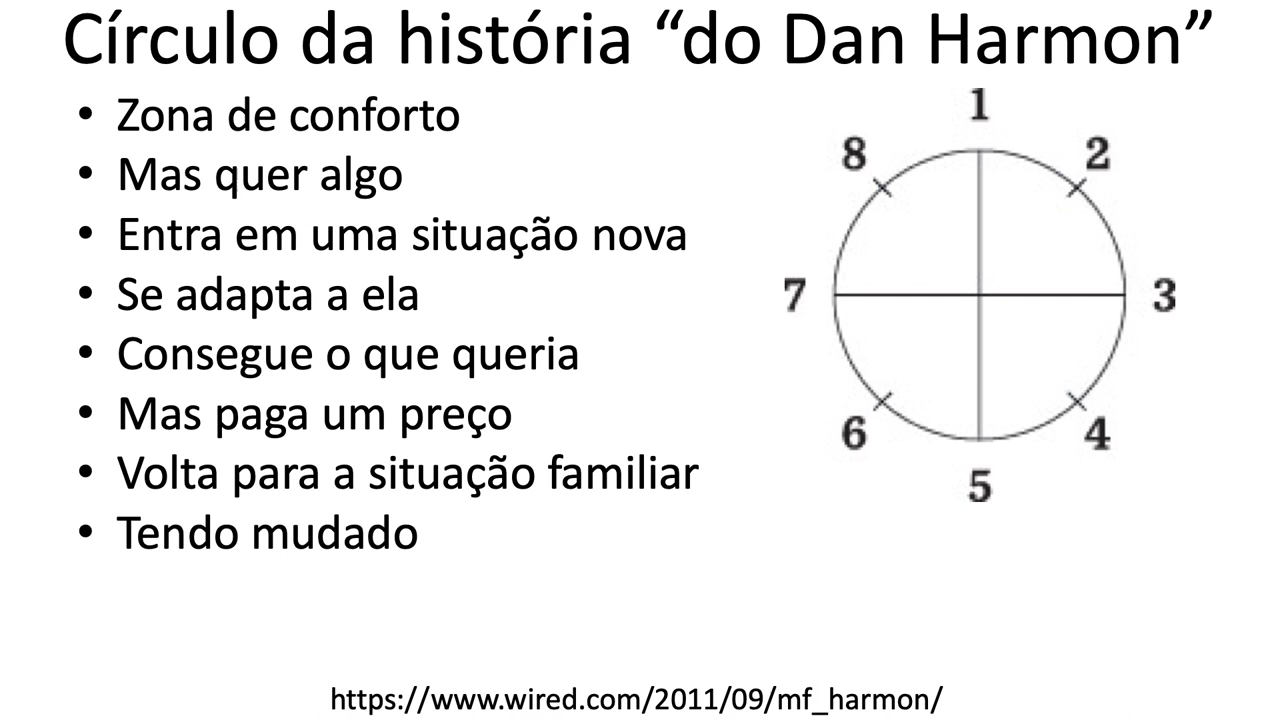 Círculo da história “do Dan Harmon”
• Zona de conforto
• Mas quer algo
• Entra em uma situação nova
• Se adapta a ela
• Consegue o que queria
• Mas paga um preço
• Volta para a situação familiar
• Tendo mudado
1
8
2
7
3
6
4
5
https://www.wired.com/2011/09/mf_harmon/